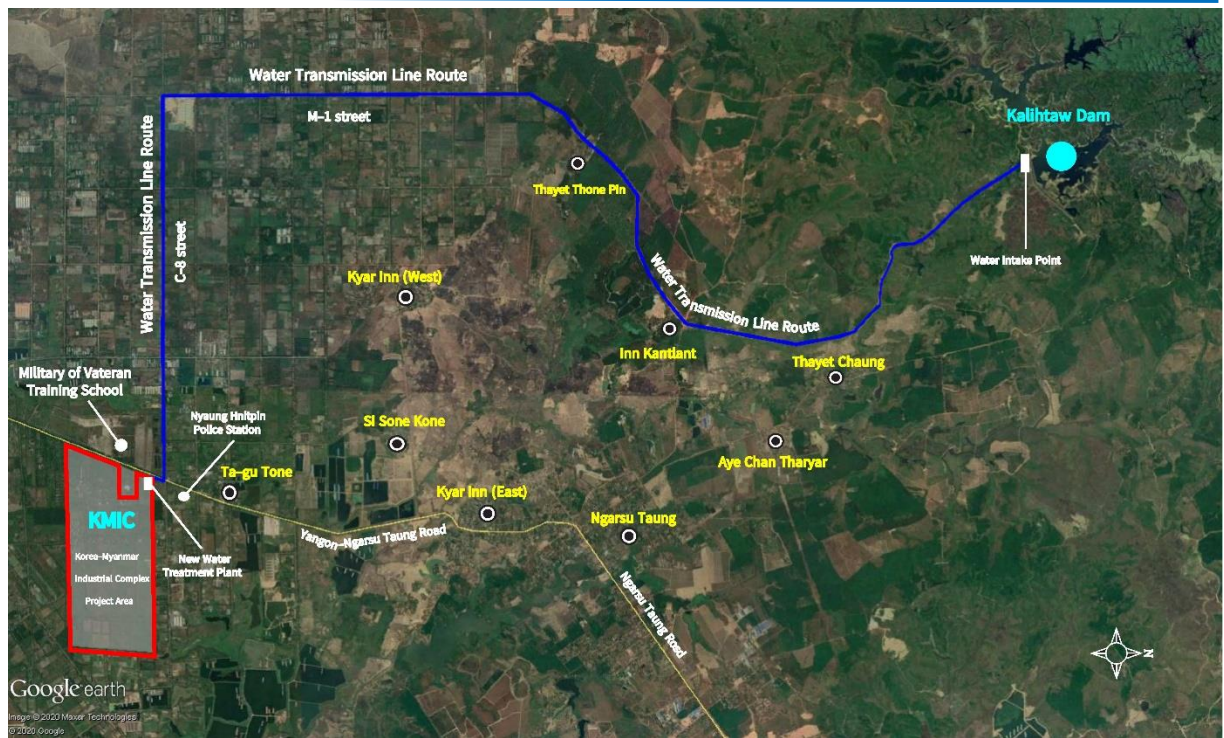 Water Transmission Line Route
M-1 street
Kalihtaw Dam
Water Transmission Line Route
C-8 street
Thayet Thone Pin
Water Intake Point
Kyar Inn (West)
Water Transmission Line Route
Inn Kantlant
Thayet Chaung
Military of Vateran
Training School
Nyaung Hnitpin
Police Station
Si Sone Kone
Aye Chan Tharyar
Ta-gu Tone
Kyar Inn (East)
Ngarsu Taung
KMIC
Yangon-Ngarsu Taung Road
Korea-Nyanmar
Industrial Complex
Project Area
New Water
Treatment Plant
Ngarsu Taung Road
N
Google earth
Image © 2020 Maxar Technologies
© 2020 Google